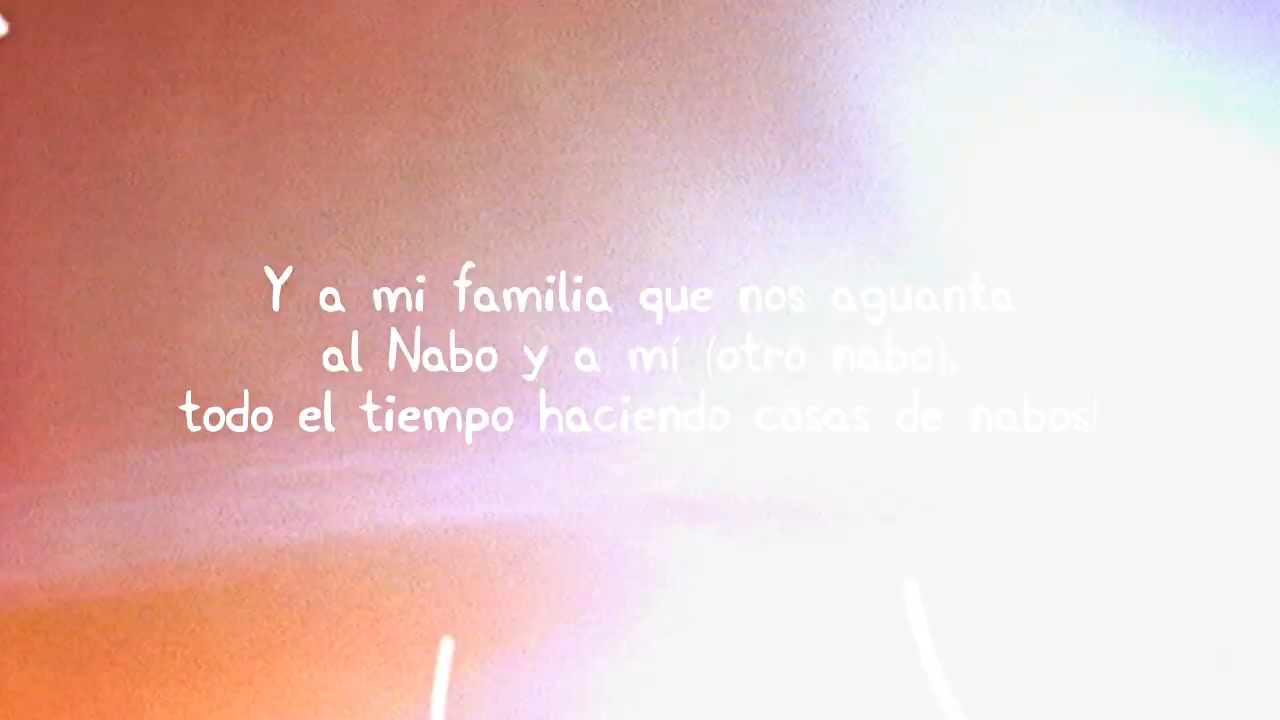 Y a mi familia que nos aguanta
al Nabo y a mí (otro nabo),
todo el tiempo haciendo cosas de nabos!